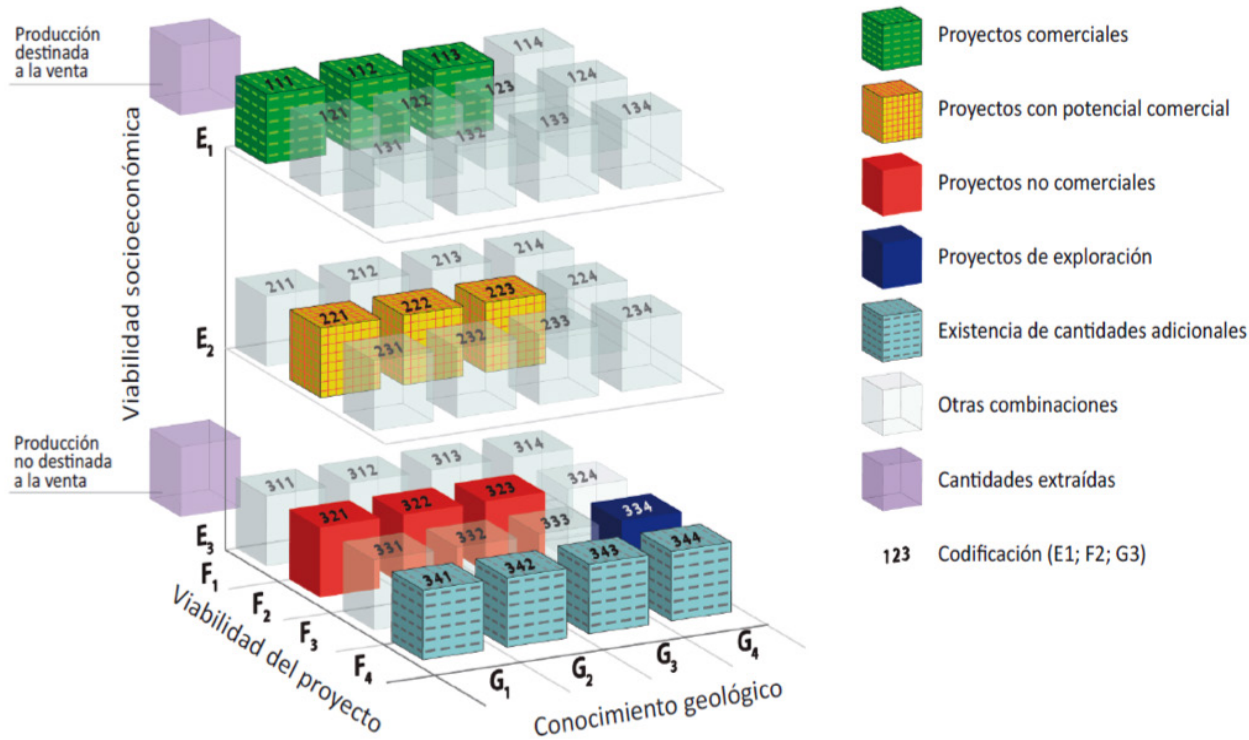 Producción
destinada
a la venta
Viabilidad socioeconómica
Producción
no destinada
a la venta
E1
111
112
113
114
121
122
123
124
131
132
133
134
E2
211
212
213
214
221
222
223
224
231
232
233
234
E3
311
312
313
314
321
322
323
324
331
332
333
334
341
342
343
344
F1
F2
F3
F4
Viabilidad del proyecto
G1
G2
G3
G4
Conocimiento geológico
Proyectos comerciales
Proyectos con potencial comercial
Proyectos no comerciales
Proyectos de exploración
Existencia de cantidades adicionales
Otras combinaciones
Cantidades extraídas
123 Codificación (E1; F2; G3)